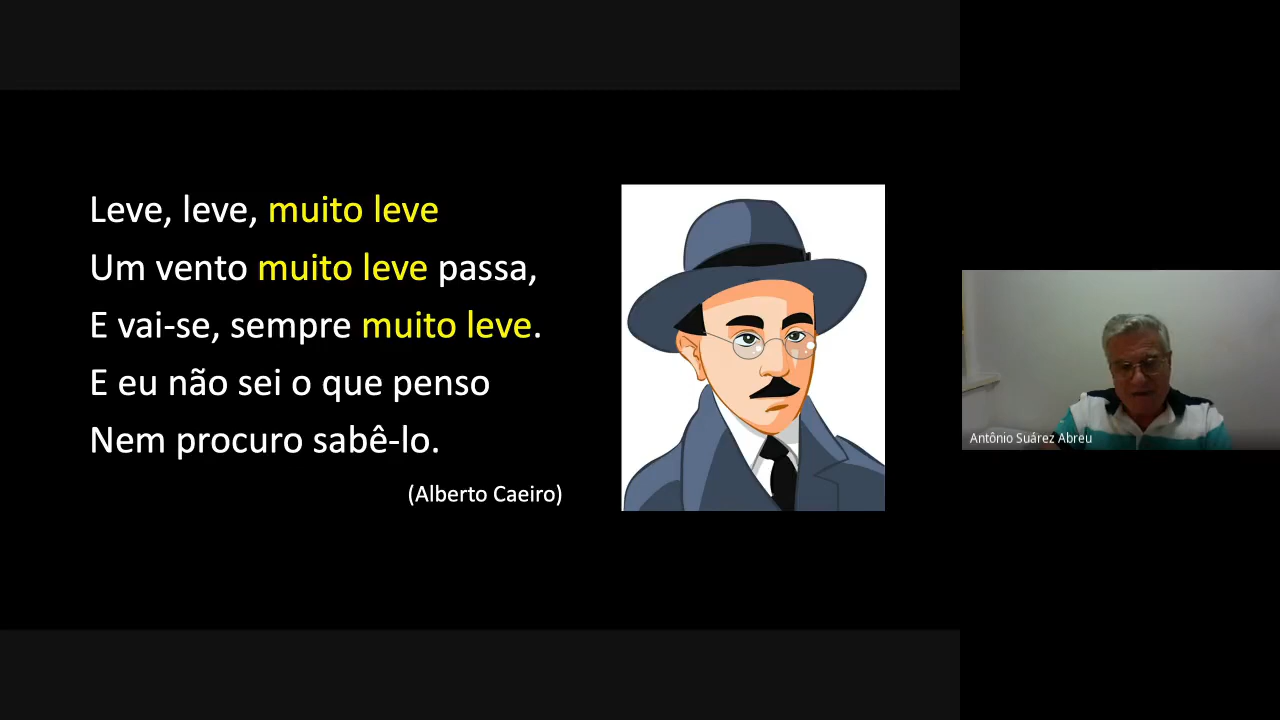 Leve, leve, muito leve
Um vento muito leve passa,
E vai-se, sempre muito leve.
E eu não sei o que penso
Nem procuro sabê-lo.
(Alberto Caeiro)
Antônio Suárez Abreu